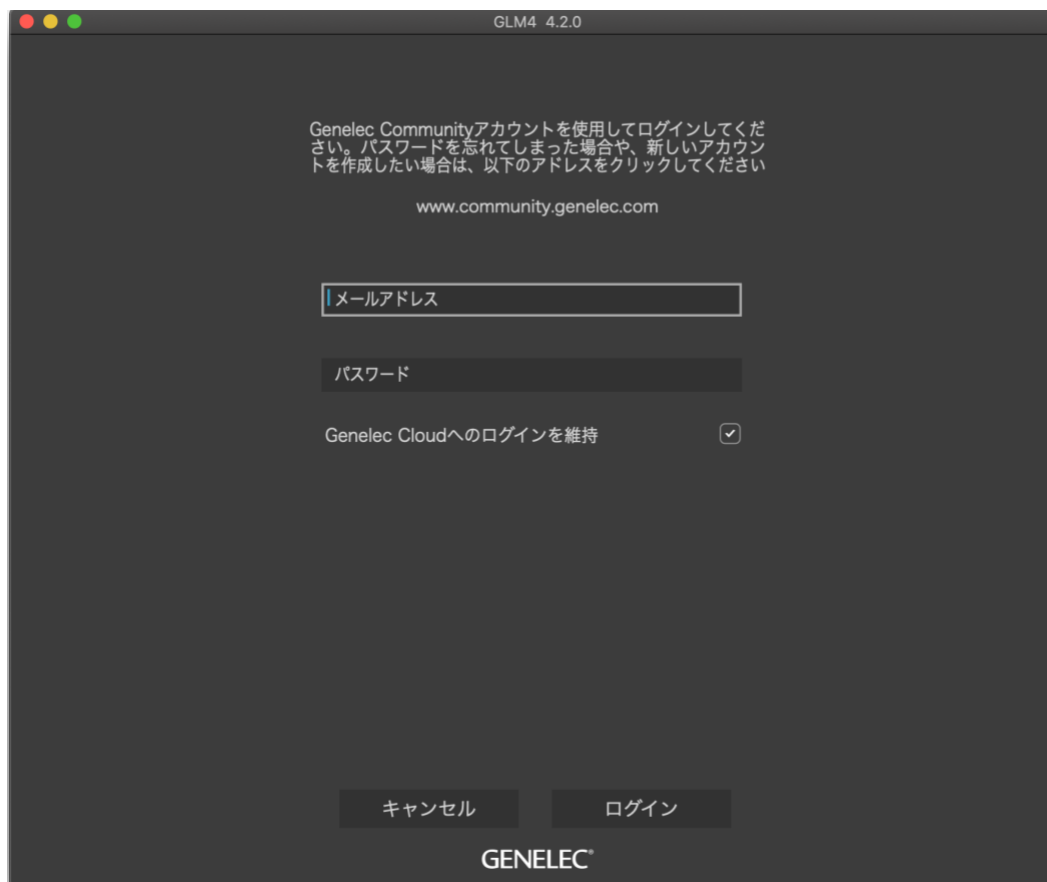 GLM4 4.2.0
Genelec Communityアカウントを使用してログインしてくだ
さい。パスワードを忘れてしまった場合や、新しいアカウン
トを作成したい場合は、以下のアドレスをクリックしてください
www.community.genelec.com
メールアドレス
パスワード
Genelec Cloudへのログインを維持
キャンセル ログイン
GENELEC®